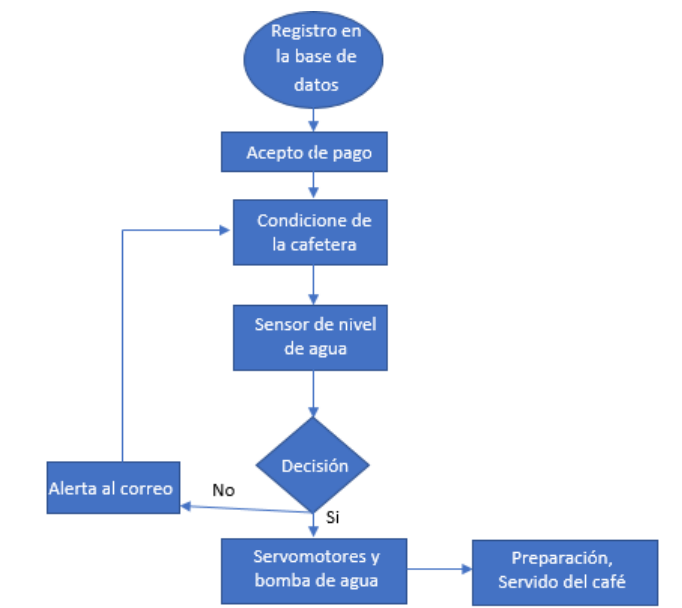 Registro en
la base de
datos
Acepto de pago
Condicione de
la cafetera
Sensor de nivel
de agua
Decisión
Alerta al correo
No
Si
Servomotores y
bomba de agua
Preparación,
Servido del café